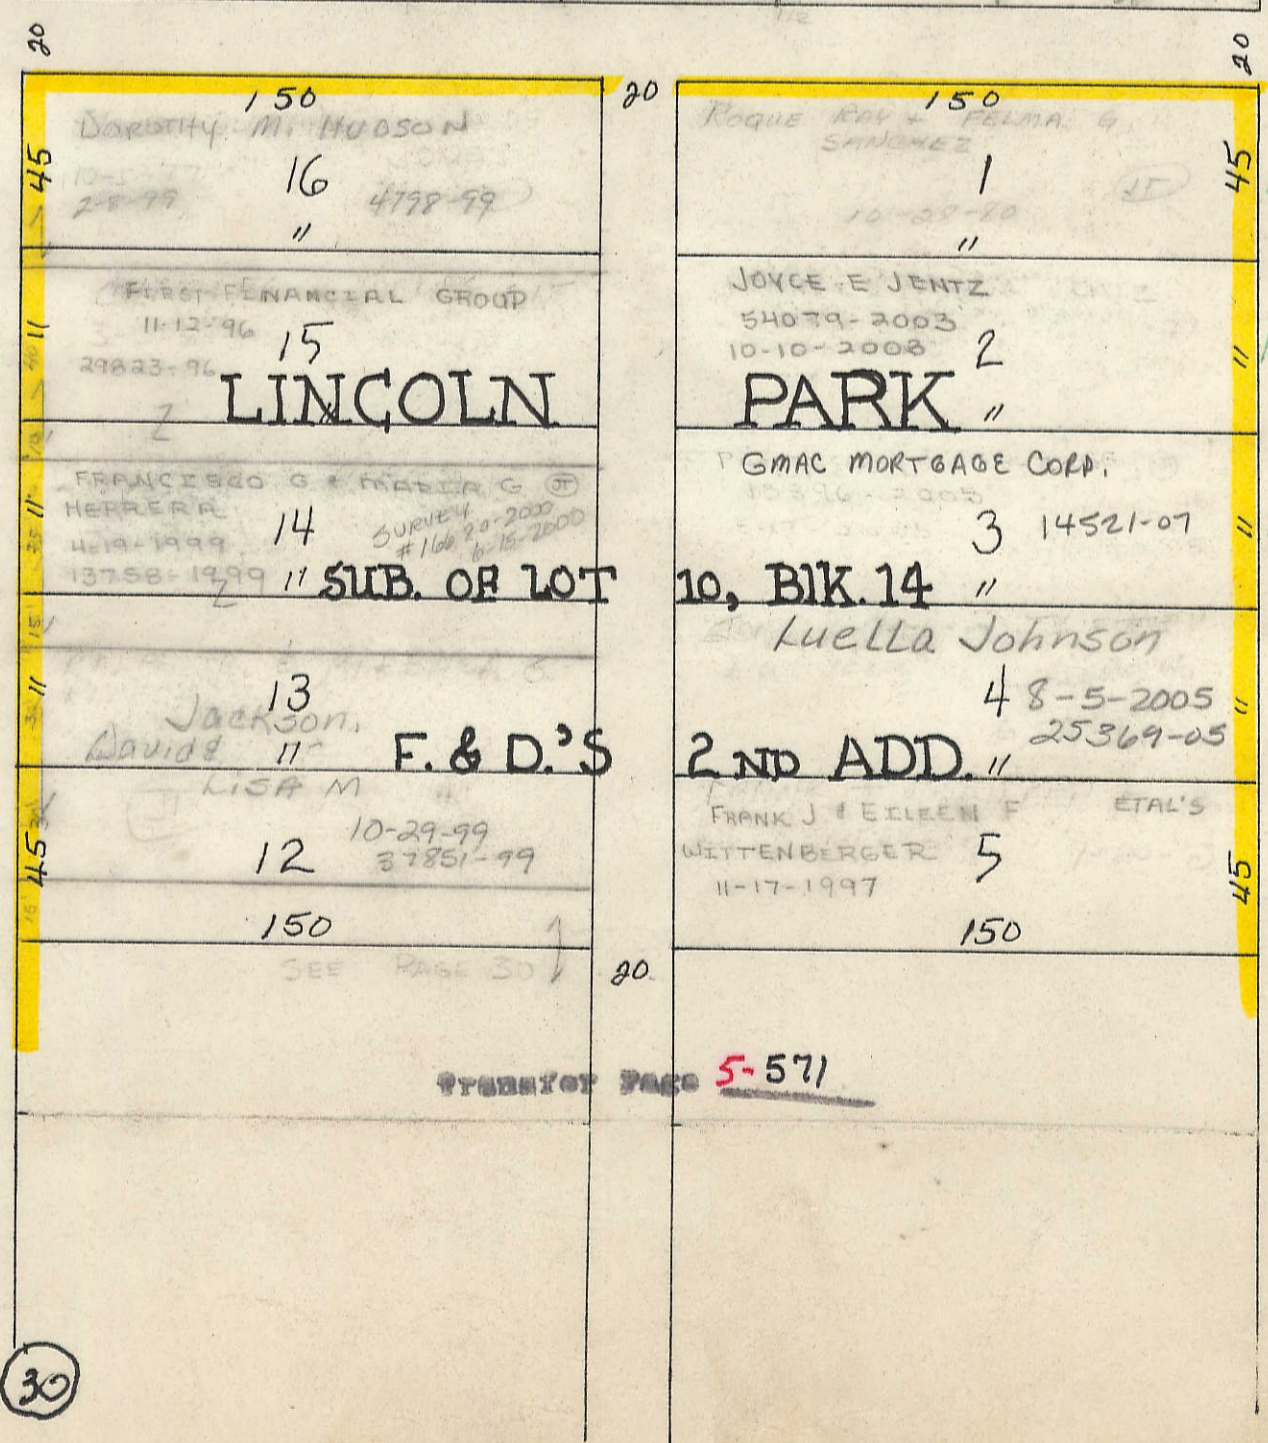 20
20
150
20
150
DOROTHY M. HUDSON
45
16
2-8-99
4798-99
"
ROQUE RAY & FELMA G
SANCHEZ
1
JT
45
10-28-80
"
FIRST FINANCIAL GROUP
11-12-96
15
29823-96
"
JOYCE E JENTZ
54079-2003
10-10-2008
2
"
"
LINCOLN PARK
FRANCISCO G & MARIA G JT
HERRERA
4-19-1999
13758-1999
14
"
"
SURVEY
#166 20-2000
6-15-2000
GMAC MORTGAGE CORP.
3
14521-07
"
"
SUB. OF LOT 10, BlK. 14
13
Jackson,
David &
LISA M
"
"
Luella Johnson
4
8-5-2005
25369-05
"
"
F. & D.'S 2ND ADD.
10-29-99
37851-99
12
45
150
FRANK J & EILEEN F ETAL'S
WITTENBERGER
5
11-17-1997
45
150
SEE PAGE 30
20
Transfer Page 5-571
30